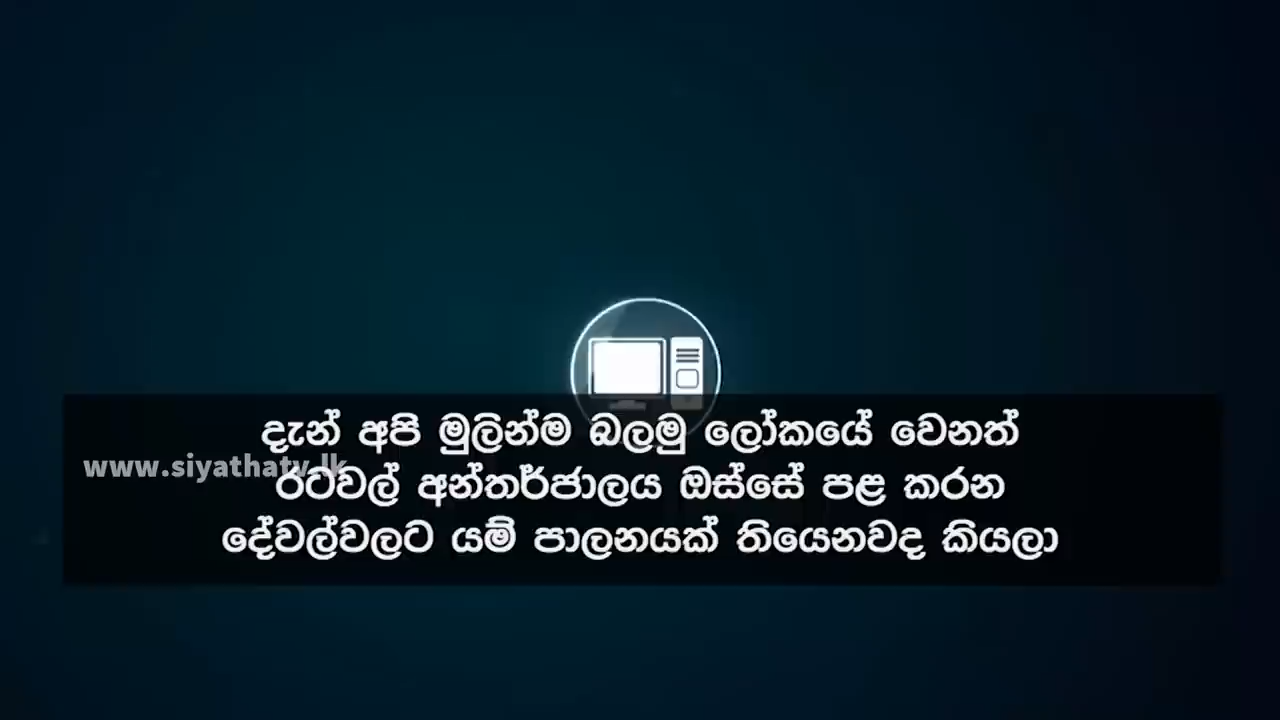 දැන් අපි මුලින්ම බලමු ලෝකයේ වෙනත්
www.siyathatv.lk
රටවල් අන්තර්ජාලය ඔස්සේ පළ කරන
දේවල්වලට යම් පාලනයක් තියෙනවද කියලා